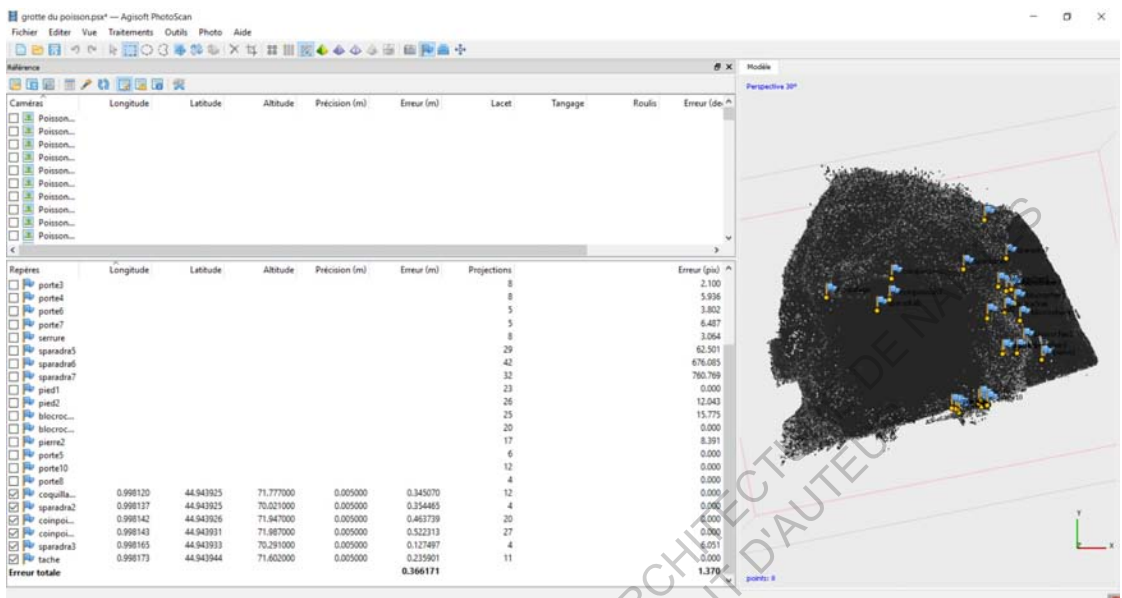 grotte du poisson.psx* — Agisoft PhotoScan
Fichier Editer Vue Traitements Outils Photo Aide
Référence
Caméras Longitude Latitude Altitude Précision (m) Erreur (m) Lacet Tangage Roulis Erreur (de
Poisson...
Poisson...
Poisson...
Poisson...
Poisson...
Poisson...
Poisson...
Poisson...
Poisson...
Poisson...
Repères Longitude Latitude Altitude Précision (m) Erreur (m) Projections Erreur (pix)
porte3 8 2.100
porte4 8 5.936
porte6 5 3.802
porte7 5 6.487
serrure 8 3.064
sparadra5 29 62.501
sparadra6 42 676.085
sparadra7 32 760.769
pied1 23 0.000
pied2 26 12.043
blocroc... 25 15.775
blocroc... 20 0.000
pierre2 17 8.391
porte5 6 0.000
porte10 12 0.000
porte8 4 0.000
coquilla... 0.998120 44.943925 71.777000 0.005000 0.345070 12 0.000
sparadra2 0.998137 44.943925 70.021000 0.005000 0.354465 4 0.000
coinpoi... 0.998142 44.943926 71.947000 0.005000 0.463739 20 0.000
coinpoi... 0.998143 44.943931 71.987000 0.005000 0.522313 27 0.000
sparadra3 0.998165 44.943933 70.291000 0.005000 0.127497 4 6.051
tache 0.998173 44.943944 71.602000 0.005000 0.235901 11 0.000
Erreur totale 0.366171 1.370
Modèle
Perspective 30°
Y
X
points: 0